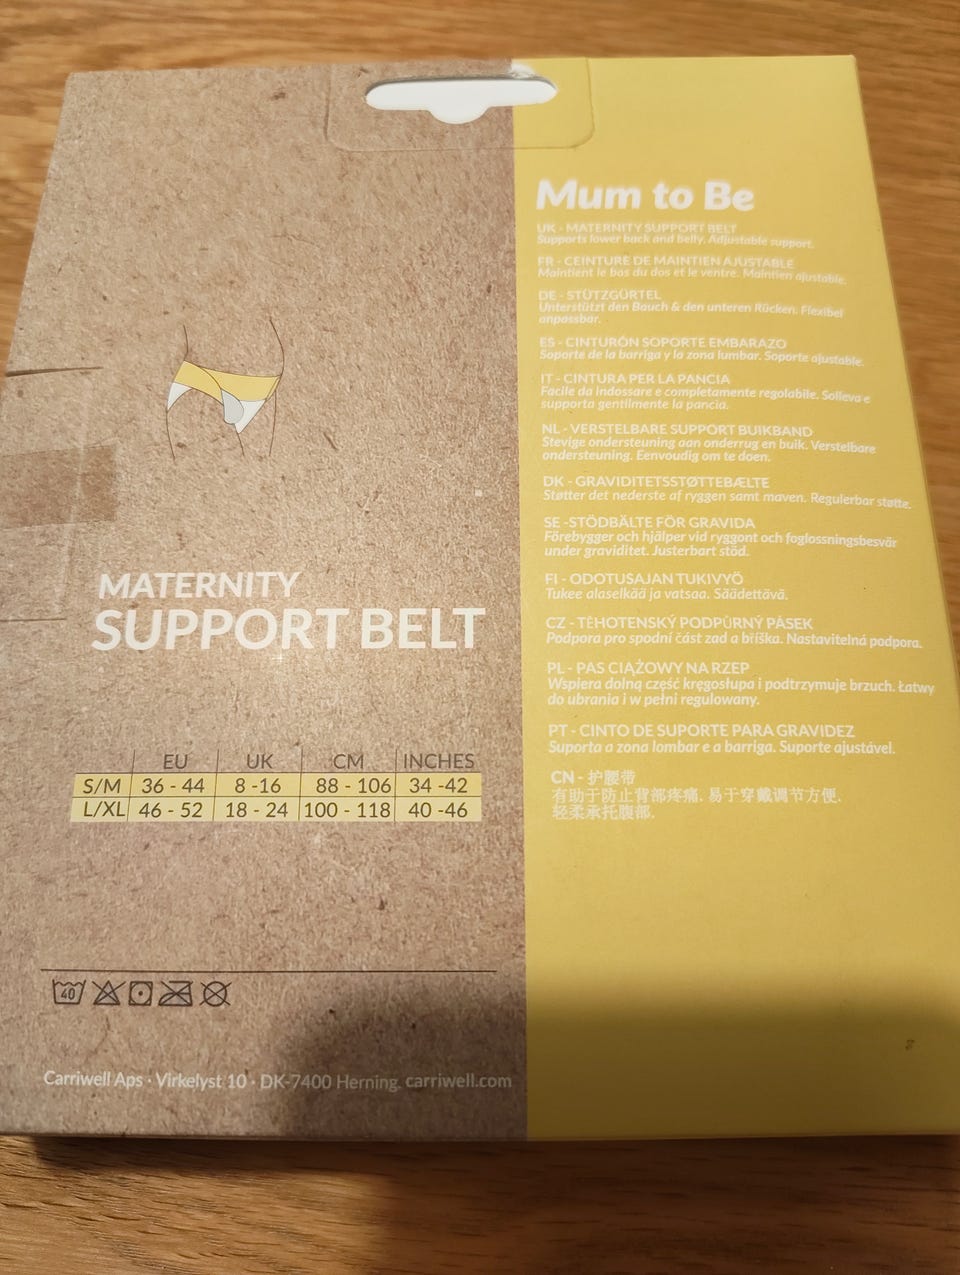 MATERNITY
SUPPORT BELT
EU UK CM INCHES
S/M 36 - 44 8 -16 88 - 106 34 -42
L/XL 46 - 52 18 - 24 100 - 118 40 -46
40
Carriwell Aps · Virkelyst 10 · DK-7400 Herning. carriwell.com
Mum to Be
UK - MATERNITY SUPPORT BELT
Supports lower back and belly. Adjustable support.
FR - CEINTURE DE MAINTIEN AJUSTABLE
Maintient le bas du dos et le ventre. Maintien ajustable.
DE - STÜTZGÜRTEL
Unterstützt den Bauch & den unteren Rücken. Flexibel
anpassbar.
ES - CINTURÓN SOPORTE EMBARAZO
Soporte de la barriga y la zona lumbar. Soporte ajustable.
IT - CINTURA PER LA PANCIA
Facile da indossare e completamente regolabile. Solleva e
supporta gentilmente la pancia.
NL - VERSTELBARE SUPPORT BUIKBAND
Stevige ondersteuning aan onderrug en buik. Verstelbare
ondersteuning. Eenvoudig om te doen.
DK - GRAVIDITETSSTØTTEBÆLTE
Støtter det nederste af ryggen samt maven. Regulerbar støtte.
SE -STÖDBÄLTE FÖR GRAVIDA
Förebygger och hjälper vid ryggont och foglossningsbesvär
under graviditet. Justerbart stöd.
FI - ODOTUSAJAN TUKIVYÖ
Tukee alaselkää ja vatsaa. Säädettävä.
CZ - TĚHOTENSKÝ PODPŮRNÝ PÁSEK
Podpora pro spodní část zad a bříška. Nastavitelná podpora.
PL - PAS CIĄŻOWY NA RZEP
Wspiera dolną część kręgosłupa i podtrzymuje brzuch. Łatwy
do ubrania i w pełni regulowany.
PT - CINTO DE SUPORTE PARA GRAVIDEZ
Suporta a zona lombar e a barriga. Suporte ajustável.
CN - 护腰带
有助于防止背部疼痛. 易于穿戴调节方便.
轻柔承托腹部.